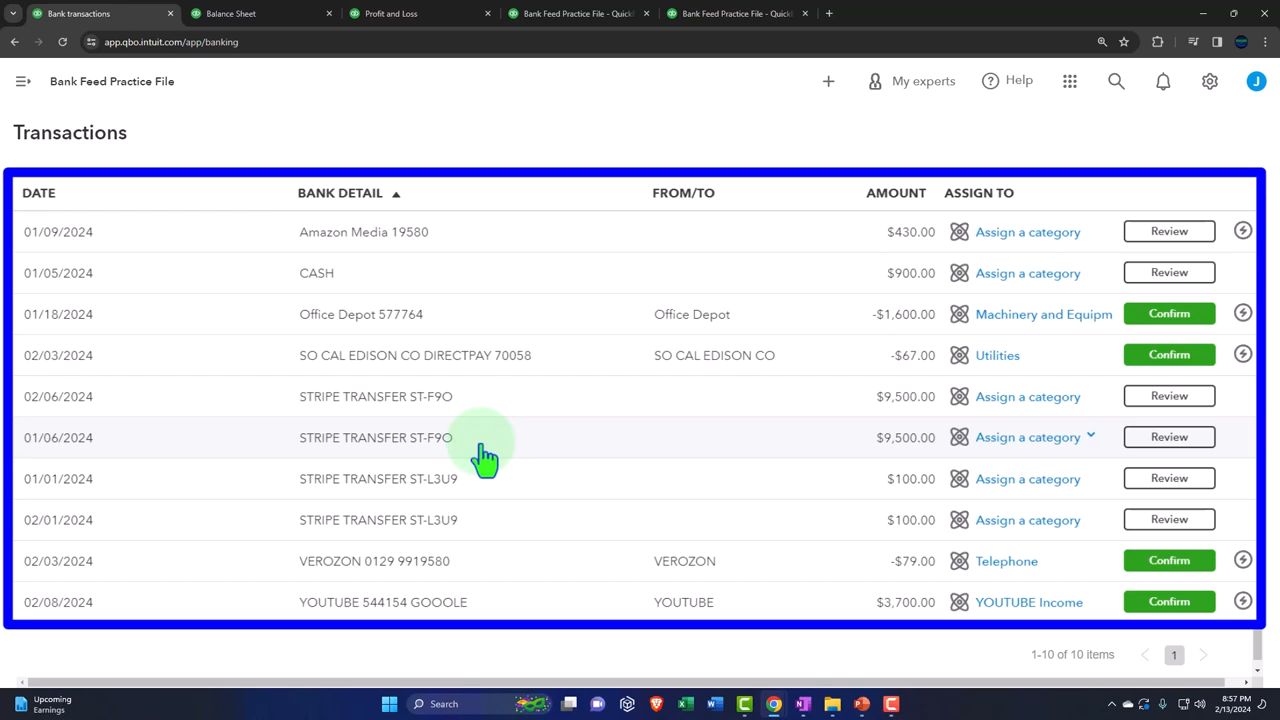 Bank transactions
Balance Sheet
Profit and Loss
Bank Feed Practice File - Quick
Bank Feed Practice File - Quick
app.qbo.intuit.com/app/banking
Bank Feed Practice File
My experts
Help
J
Transactions
DATE BANK DETAIL FROM/TO AMOUNT ASSIGN TO
01/09/2024 Amazon Media 19580 $430.00 Assign a category Review
01/05/2024 CASH $900.00 Assign a category Review
01/18/2024 Office Depot 577764 Office Depot -$1,600.00 Machinery and Equipm Confirm
02/03/2024 SO CAL EDISON CO DIRECTPAY 70058 SO CAL EDISON CO -$67.00 Utilities Confirm
02/06/2024 STRIPE TRANSFER ST-F9O $9,500.00 Assign a category Review
01/06/2024 STRIPE TRANSFER ST-F9O $9,500.00 Assign a category Review
01/01/2024 STRIPE TRANSFER ST-L3U9 $100.00 Assign a category Review
02/01/2024 STRIPE TRANSFER ST-L3U9 $100.00 Assign a category Review
02/03/2024 VEROZON 0129 9919580 VEROZON -$79.00 Telephone Confirm
02/08/2024 YOUTUBE 544154 GOOOLE YOUTUBE $3,700.00 YOUTUBE Income Confirm
1-10 of 10 items 1
Upcoming
Earnings
Search
8:57 PM
2/13/2024